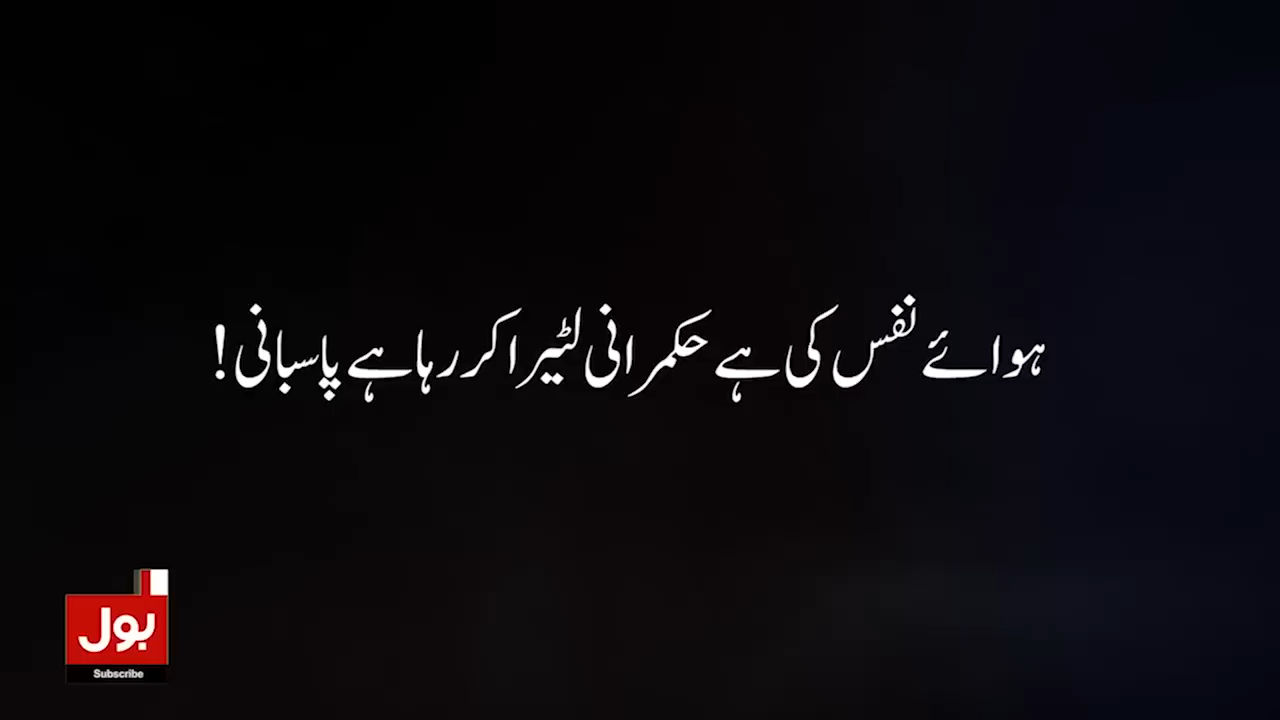 ہوائے نفس کی ہے حکمرانی لٹیرا کر رہا ہے پاسبانی!
بول
Subscribe